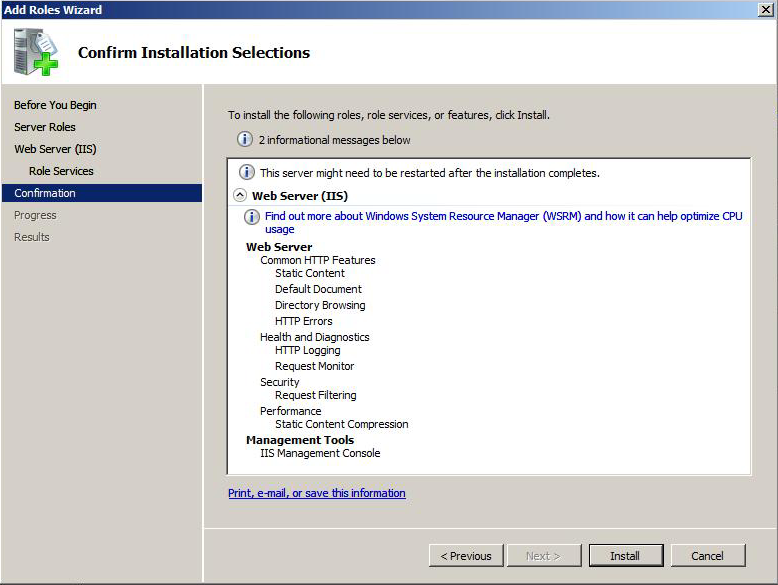 Add Roles Wizard
Confirm Installation Selections
Before You Begin
Server Roles
Web Server (IIS)
Role Services
Confirmation
Progress
Results
To install the following roles, role services, or features, click Install.
2 informational messages below
This server might need to be restarted after the installation completes.
Web Server (IIS)
Find out more about Windows System Resource Manager (WSRM) and how it can help optimize CPU
usage
Web Server
Common HTTP Features
Static Content
Default Document
Directory Browsing
HTTP Errors
Health and Diagnostics
HTTP Logging
Request Monitor
Security
Request Filtering
Performance
Static Content Compression
Management Tools
IIS Management Console
Print, e-mail, or save this information
< Previous
Next >
Install
Cancel